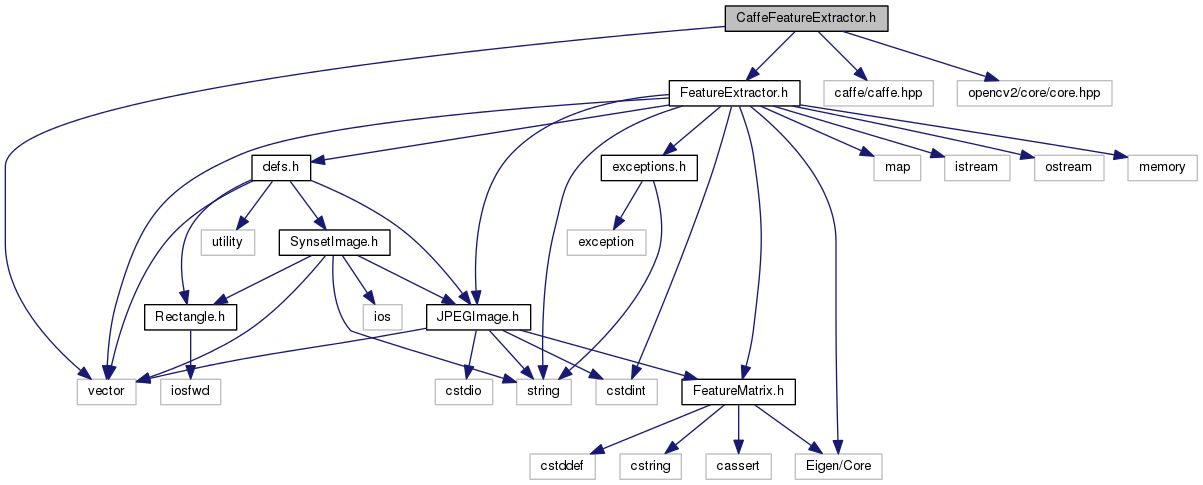 CaffeFeatureExtractor.h
FeatureExtractor.h
caffe/caffe.hpp
opencv2/core/core.hpp
defs.h
exceptions.h
map
istream
ostream
memory
utility
SynsetImage.h
exception
Rectangle.h
ios
JPEGImage.h
vector
iosfwd
cstdio
string
cstdint
FeatureMatrix.h
cstddef
cstring
cassert
Eigen/Core